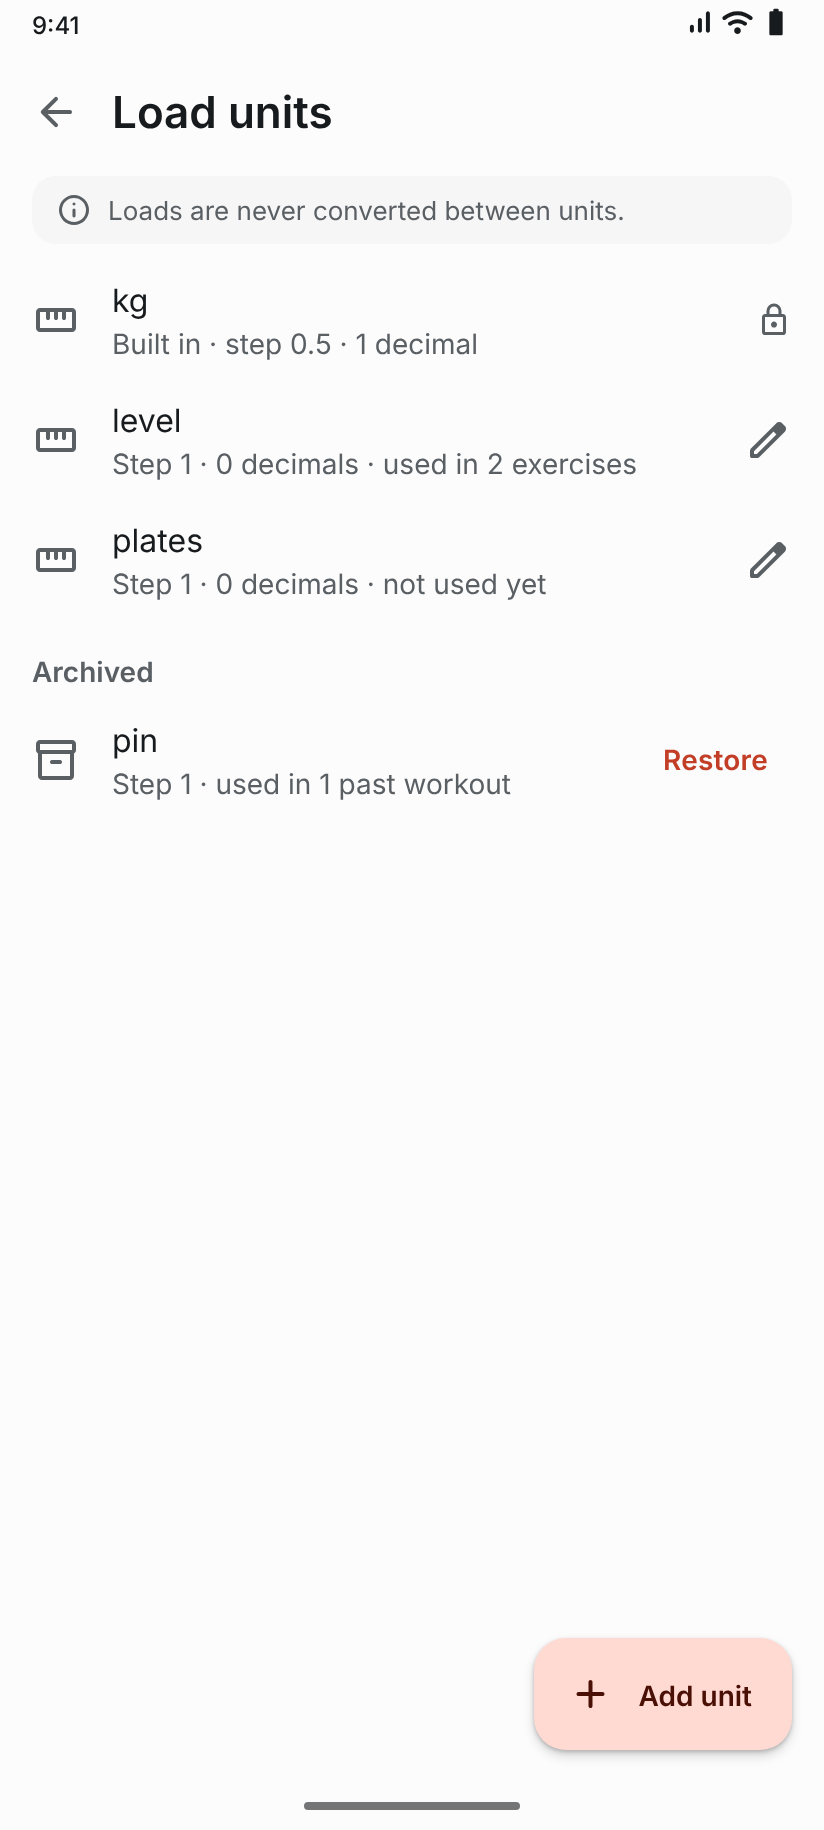 9:41
Load units
Loads are never converted between units.
kg
Built in · step 0.5 · 1 decimal
level
Step 1 · 0 decimals · used in 2 exercises
plates
Step 1 · 0 decimals · not used yet
Archived
pin
Step 1 · used in 1 past workout
Restore
Add unit